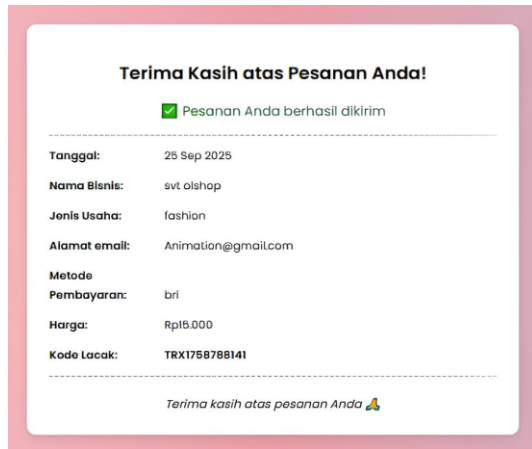 Terima Kasih atas Pesanan Anda!
✅ Pesanan Anda berhasil dikirim
Tanggal: 25 Sep 2025
Nama Bisnis: svt olshop
Jenis Usaha: fashion
Alamat email: Animation@gmail.com
Metode
Pembayaran: bri
Harga: Rp15.000
Kode Lacak: TRX1758788141
Terima kasih atas pesanan Anda 🙏